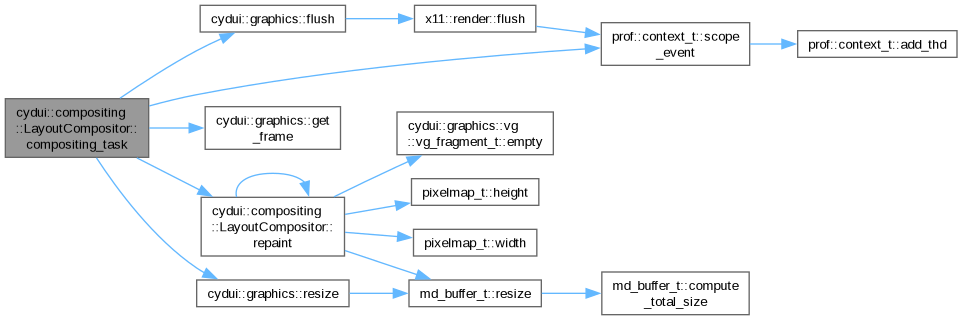 cydui::compositing
::LayoutCompositor::
compositing_task
cydui::graphics::flush
x11::render::flush
prof::context_t::scope
_event
prof::context_t::add_thd
cydui::graphics::get
_frame
cydui::compositing
::LayoutCompositor::
repaint
cydui::graphics::vg
::vg_fragment_t::empty
pixelmap_t::height
pixelmap_t::width
cydui::graphics::resize
md_buffer_t::resize
md_buffer_t::compute
_total_size